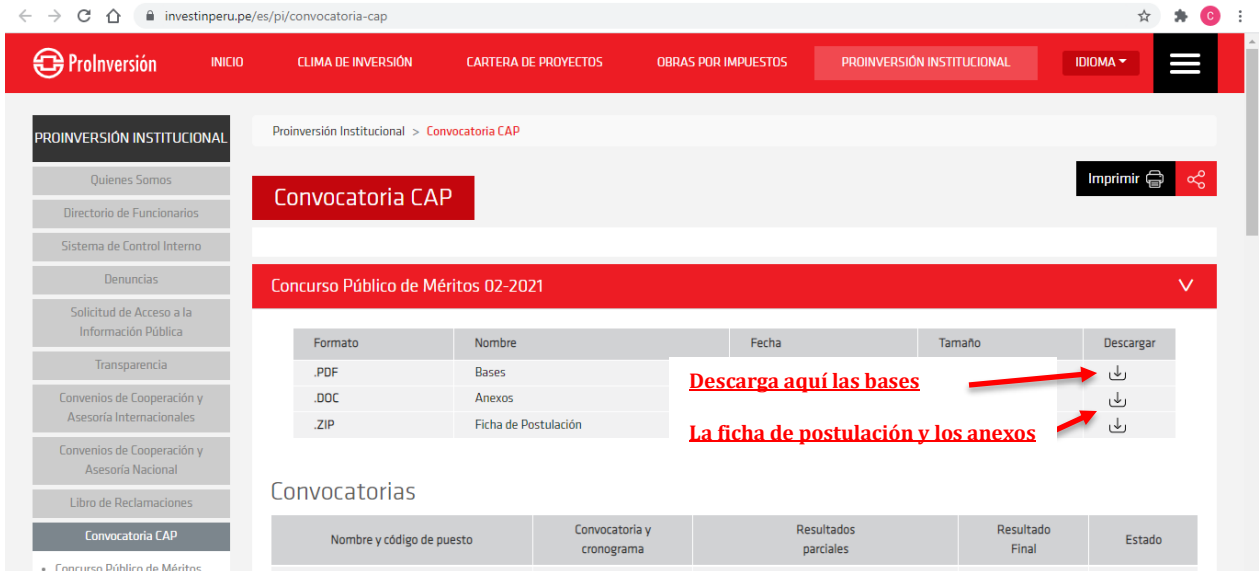 investinperu.pe/es/pi/convocatoria-cap
C
ProInversión
INICIO
CLIMA DE INVERSIÓN
CARTERA DE PROYECTOS
OBRAS POR IMPUESTOS
PROINVERSIÓN INSTITUCIONAL
IDIOMA
PROINVERSIÓN INSTITUCIONAL
Quienes Somos
Directorio de Funcionarios
Sistema de Control Interno
Denuncias
Solicitud de Acceso a la
Información Pública
Transparencia
Convenios de Cooperación y
Asesoría Internacionales
Convenios de Cooperación y
Asesoría Nacional
Libro de Reclamaciones
Convocatoria CAP
• Concurso Público de Méritos
Proinversión Institucional > Convocatoria CAP
Imprimir
Convocatoria CAP
Concurso Público de Méritos 02-2021
Formato Nombre Fecha Tamaño Descargar
.PDF Bases
.DOC Anexos
.ZIP Ficha de Postulación
Descarga aquí las bases
La ficha de postulación y los anexos
Convocatorias
Nombre y código de puesto
Convocatoria y
cronograma
Resultados
parciales
Resultado
Final
Estado